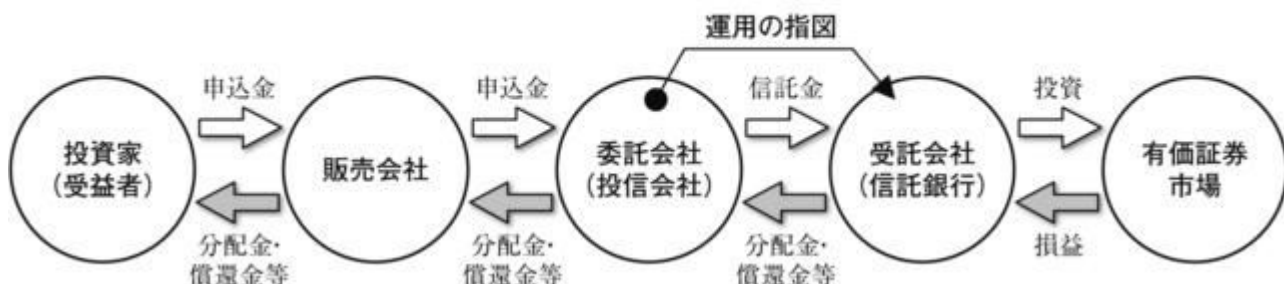 運用の指図
申込金
申込金
信託金
投資
投資家
（受益者）
販売会社
委託会社
（投信会社）
受託会社
（信託銀行）
有価証券
市場
分配金・
償還金等
分配金・
償還金等
分配金・
償還金等
損益